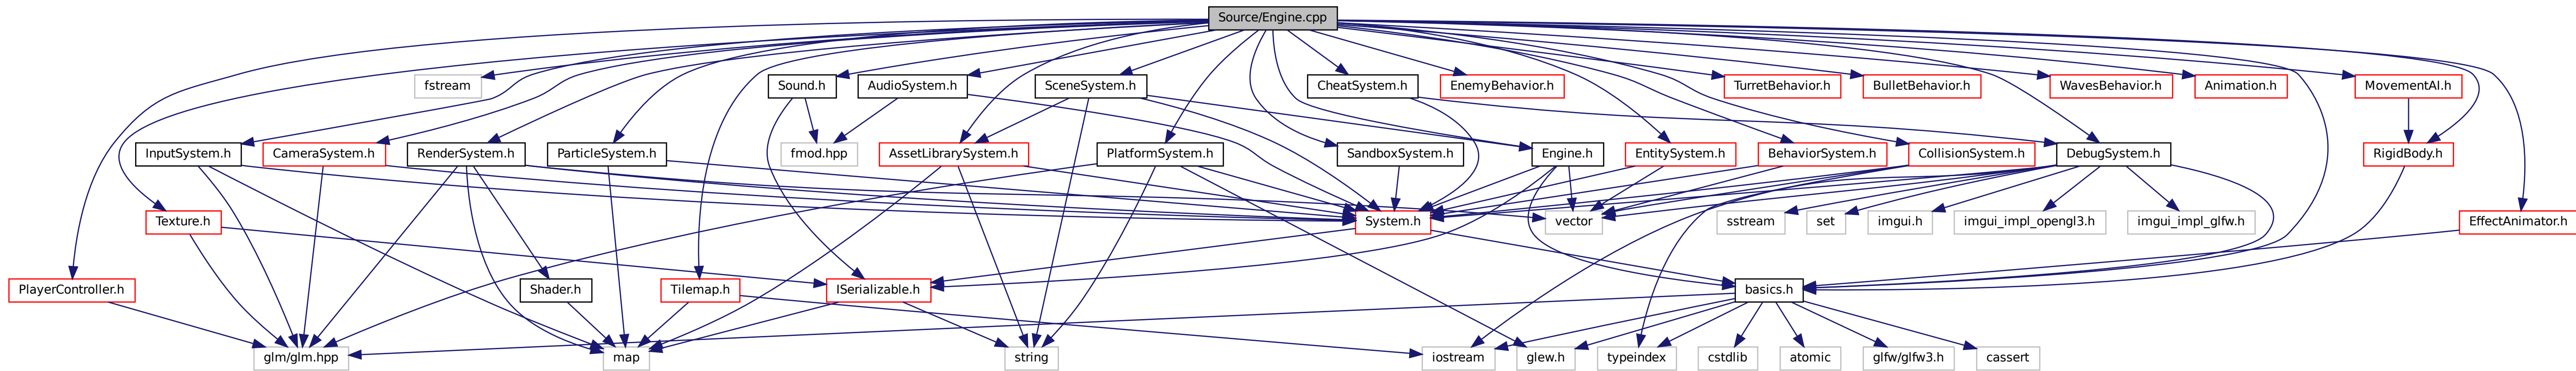 Source/Engine.cpp
fstream
Sound.h
AudioSystem.h
SceneSystem.h
CheatSystem.h
EnemyBehavior.h
TurretBehavior.h
BulletBehavior.h
WavesBehavior.h
Animation.h
MovementAI.h
InputSystem.h
CameraSystem.h
RenderSystem.h
ParticleSystem.h
fmod.hpp
AssetLibrarySystem.h
PlatformSystem.h
SandboxSystem.h
Engine.h
EntitySystem.h
BehaviorSystem.h
CollisionSystem.h
DebugSystem.h
RigidBody.h
Texture.h
System.h
vector
sstream
set
imgui.h
imgui_impl_opengl3.h
imgui_impl_glfw.h
EffectAnimator.h
PlayerController.h
Shader.h
Tilemap.h
ISerializable.h
basics.h
glm/glm.hpp
map
string
iostream
glew.h
typeindex
cstdlib
atomic
glfw/glfw3.h
cassert